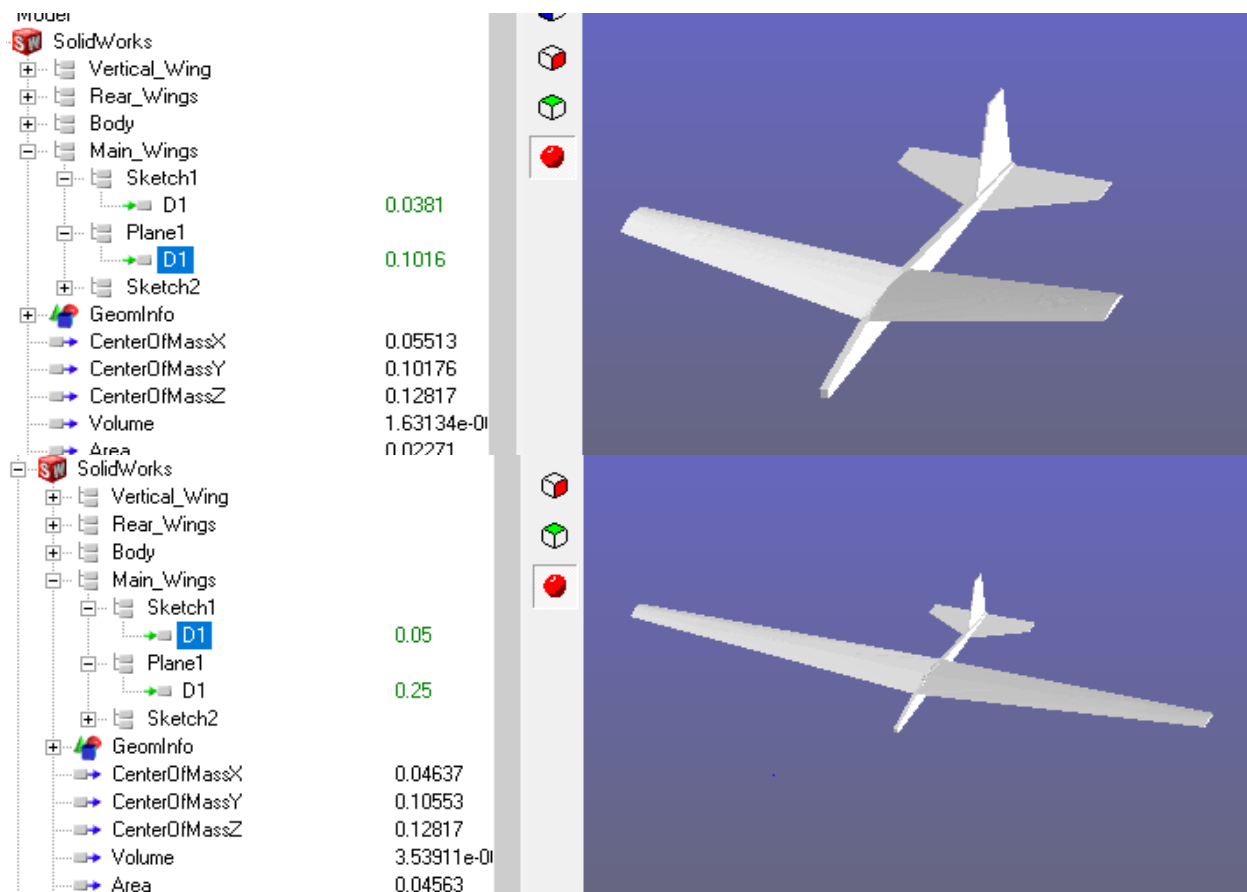 Model
SolidWorks
Vertical_Wing
Rear_Wings
Body
Main_Wings
Sketch1
D1 0.0381
Plane1
D1 0.1016
Sketch2
GeomInfo
CenterOfMassX 0.05513
CenterOfMassY 0.10176
CenterOfMassZ 0.12817
Volume 1.63134e-0
Area 0.02271
SolidWorks
Vertical_Wing
Rear_Wings
Body
Main_Wings
Sketch1
D1 0.05
Plane1
D1 0.25
Sketch2
GeomInfo
CenterOfMassX 0.04637
CenterOfMassY 0.10553
CenterOfMassZ 0.12817
Volume 3.53911e-0
Area 0.04563